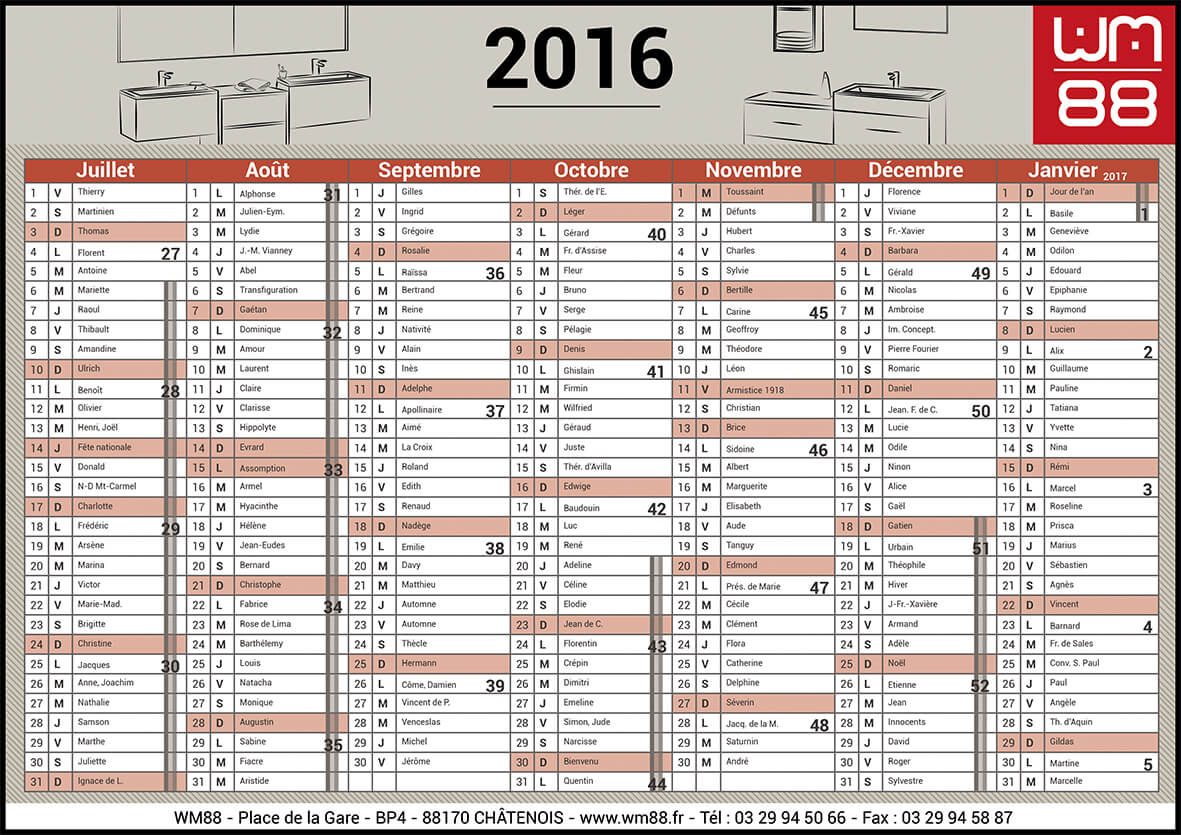 2016
WM
88
Juillet Août Septembre Octobre Novembre Décembre Janvier 2017
1 V Thierry 1 L Alphonse 31 1 J Gilles 1 S Thér. de l'E. 1 M Toussaint 1 J Florence 1 D Jour de l'an
2 S Martinien 2 M Julien-Eym. 2 V Ingrid 2 D Léger 2 M Défunts 2 V Viviane 2 L Basile 1
3 D Thomas 3 M Lydie 3 S Grégoire 3 L Gérard 40 3 J Hubert 3 S Fr.-Xavier 3 M Geneviève
4 L Florent 27 4 J J.-M. Vianney 4 D Rosalie 4 M Fr. d'Assise 4 V Charles 4 D Barbara 4 M Odilon
5 M Antoine 5 V Abel 5 L Raïssa 36 5 M Fleur 5 S Sylvie 5 L Gérald 49 5 J Edouard
6 M Mariette 6 S Transfiguration 6 M Bertrand 6 J Bruno 6 D Bertille 6 M Nicolas 6 V Epiphanie
7 J Raoul 7 D Gaétan 7 M Reine 7 V Serge 7 L Carine 45 7 M Ambroise 7 S Raymond
8 V Thibault 8 L Dominique 32 8 J Nativité 8 S Pélagie 8 M Geoffroy 8 J Im. Concept. 8 D Lucien
9 S Amandine 9 M Amour 9 V Alain 9 D Denis 9 M Théodore 9 V Pierre Fourier 9 L Alix 2
10 D Ulrich 10 M Laurent 10 S Inès 10 L Ghislain 41 10 J Léon 10 S Romaric 10 M Guillaume
11 L Benoît 28 11 J Claire 11 D Adelphe 11 M Firmin 11 V Armistice 1918 11 D Daniel 11 M Pauline
12 M Olivier 12 V Clarisse 12 L Apollinaire 37 12 M Wilfried 12 S Christian 12 L Jean. F. de C. 50 12 J Tatiana
13 M Henri, Joël 13 S Hippolyte 13 M Aimé 13 J Géraud 13 D Brice 13 M Lucie 13 V Yvette
14 J Fête nationale 14 D Evrard 14 M La Croix 14 V Juste 14 L Sidoine 46 14 M Odile 14 S Nina
15 V Donald 15 L Assomption 33 15 J Roland 15 S Thér. d'Avilla 15 M Albert 15 J Ninon 15 D Rémi
16 S N-D Mt-Carmel 16 M Armel 16 V Edith 16 D Edwige 16 M Marguerite 16 V Alice 16 L Marcel 3
17 D Charlotte 17 M Hyacinthe 17 S Renaud 17 L Baudouin 42 17 J Elisabeth 17 S Gaël 17 M Roseline
18 L Frédéric 29 18 J Hélène 18 D Nadège 18 M Luc 18 V Aude 18 D Gatien 18 M Prisca
19 M Arsène 19 V Jean-Eudes 19 L Emilie 38 19 M René 19 S Tanguy 19 L Urbain 51 19 J Marius
20 M Marina 20 S Bernard 20 M Davy 20 J Adeline 20 D Edmond 20 M Théophile 20 V Sébastien
21 J Victor 21 D Christophe 21 M Matthieu 21 V Céline 21 L Prés. de Marie 47 21 M Hiver 21 S Agnès
22 V Marie-Mad. 22 L Fabrice 34 22 J Automne 22 S Elodie 22 M Cécile 22 J J-Fr.-Xavière 22 D Vincent
23 S Brigitte 23 M Rose de Lima 23 V Automne 23 D Jean de C. 23 M Clément 23 V Armand 23 L Barnard 4
24 D Christine 24 M Barthélemy 24 S Thècle 24 L Florentin 43 24 J Flora 24 S Adèle 24 M Fr. de Sales
25 L Jacques 30 25 J Louis 25 D Hermann 25 M Crépin 25 V Catherine 25 D Noël 25 M Conv. S. Paul
26 M Anne, Joachim 26 V Natacha 26 L Côme, Damien 39 26 M Dimitri 26 S Delphine 26 L Etienne 52 26 J Paul
27 M Nathalie 27 S Monique 27 M Vincent de P. 27 J Emeline 27 D Séverin 27 M Jean 27 V Angèle
28 J Samson 28 D Augustin 28 M Venceslas 28 V Simon, Jude 28 L Jacq. de la M. 48 28 M Innocents 28 S Th. d'Aquin
29 V Marthe 29 L Sabine 35 29 J Michel 29 S Narcisse 29 M Saturnin 29 J David 29 D Gildas
30 S Juliette 30 M Fiacre 30 V Jérôme 30 D Bienvenu 30 M André 30 V Roger 30 L Martine 5
31 D Ignace de L. 31 M Aristide 31 L Quentin 44 31 S Sylvestre 31 M Marcelle
WM88 - Place de la Gare - BP4 - 88170 CHÂTENOIS - www.wm88.fr - Tél : 03 29 94 50 66 - Fax : 03 29 94 58 87